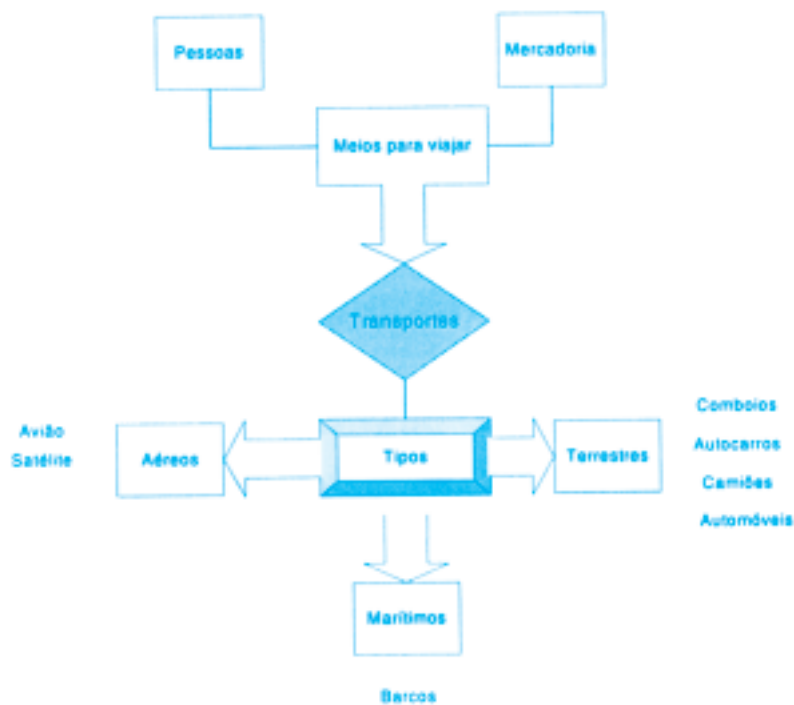 Pessoas
Mercadoria
Meios para viajar
Transportes
Avião
Satélite
Aéreos
Tipos
Terrestres
Comboios
Autocarros
Camiões
Automóveis
Marítimos
Barcos